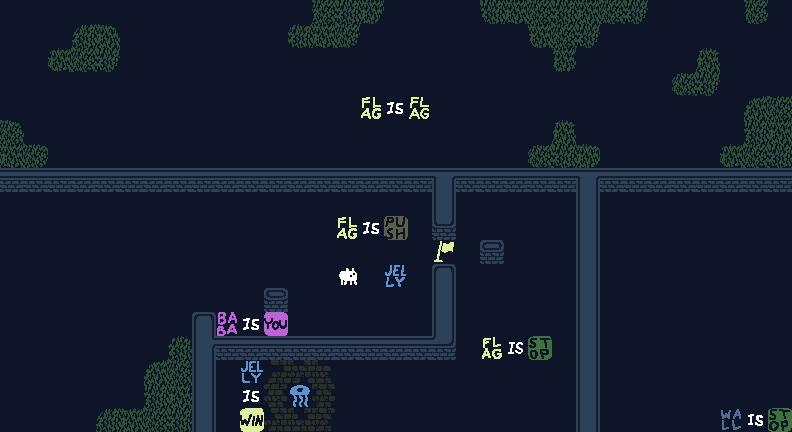 FLAG IS FLAG
FLAG IS PUSH
JELLY
BABA IS YOU
FLAG IS STOP
JELLY
IS
WIN
WALL IS STOP